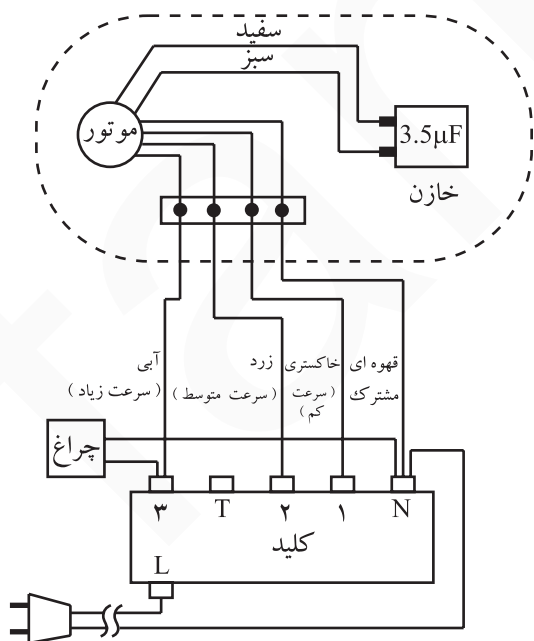 سفید
سبز
موتور
3.5µF
خازن
آبی
( سرعت زیاد )
زرد
( سرعت متوسط )
خاکستری
( سرعت
کم )
قهوه ای
مشترک
چراغ
۳
T
۲
۱
N
کلید
L